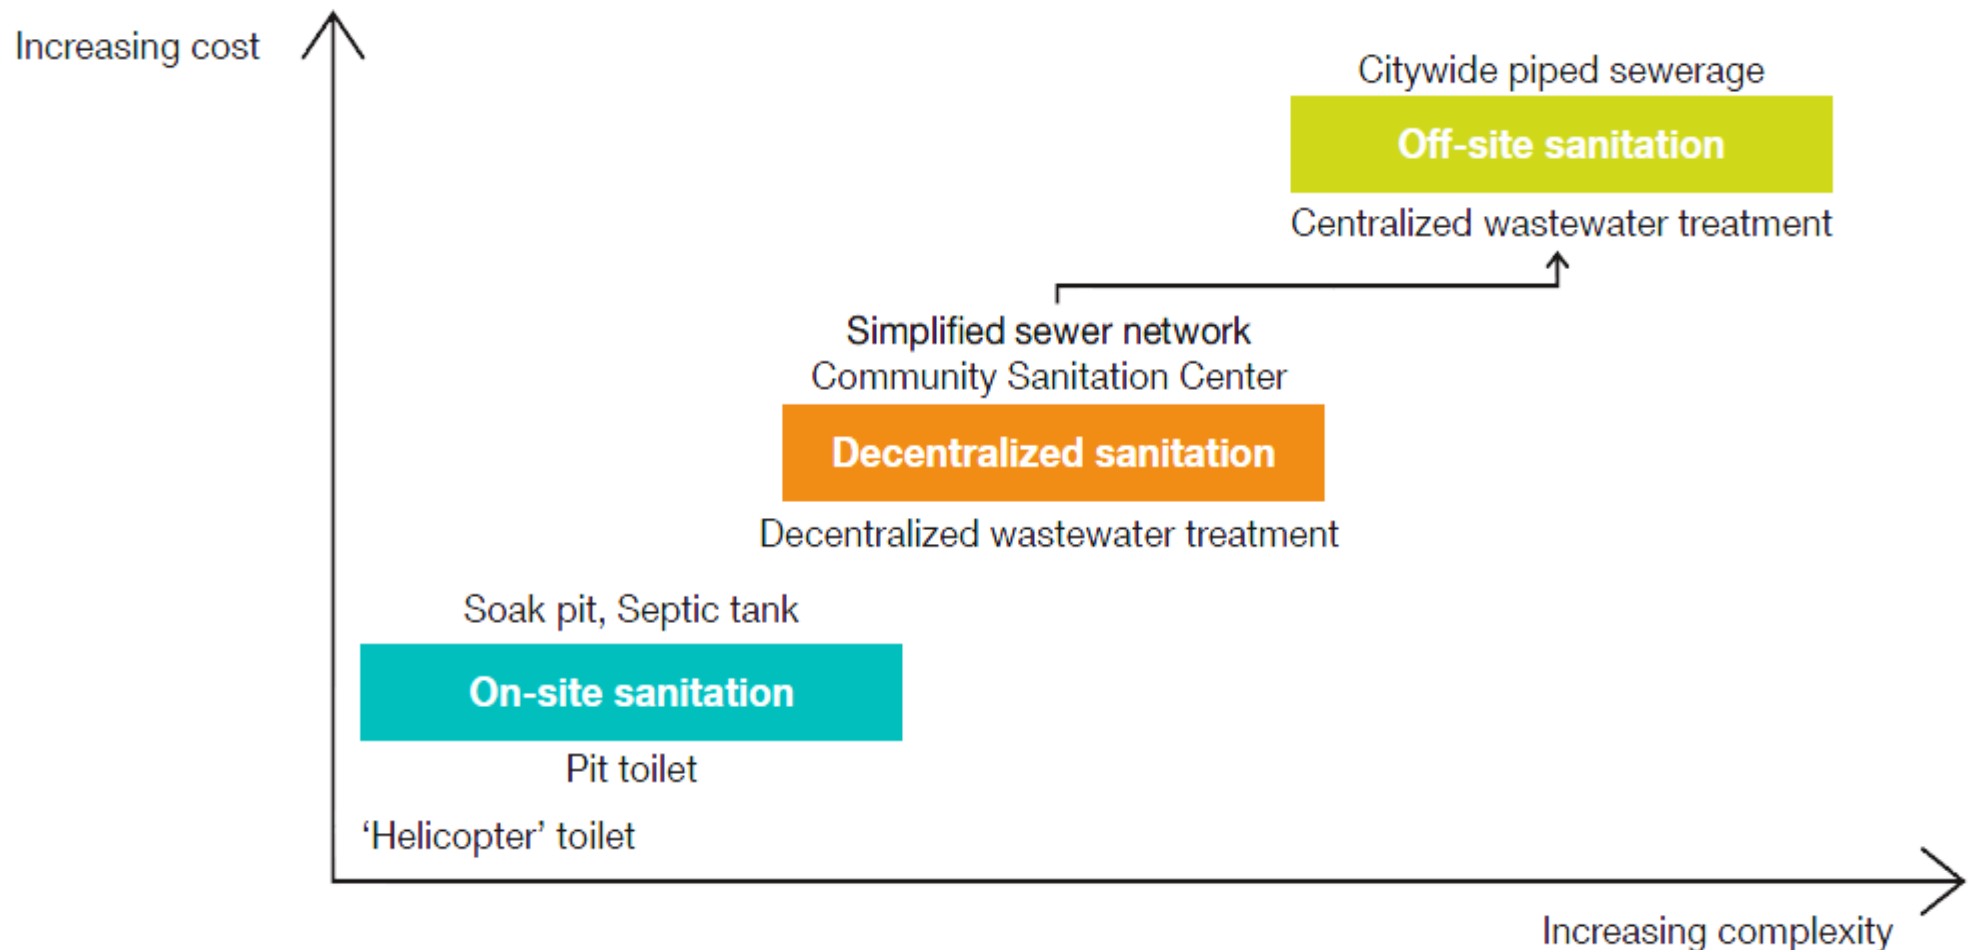 Increasing cost
Citywide piped sewerage
Off-site sanitation
Centralized wastewater treatment
Simplified sewer network
Community Sanitation Center
Decentralized sanitation
Decentralized wastewater treatment
Soak pit, Septic tank
On-site sanitation
Pit toilet
‘Helicopter’ toilet
Increasing complexity